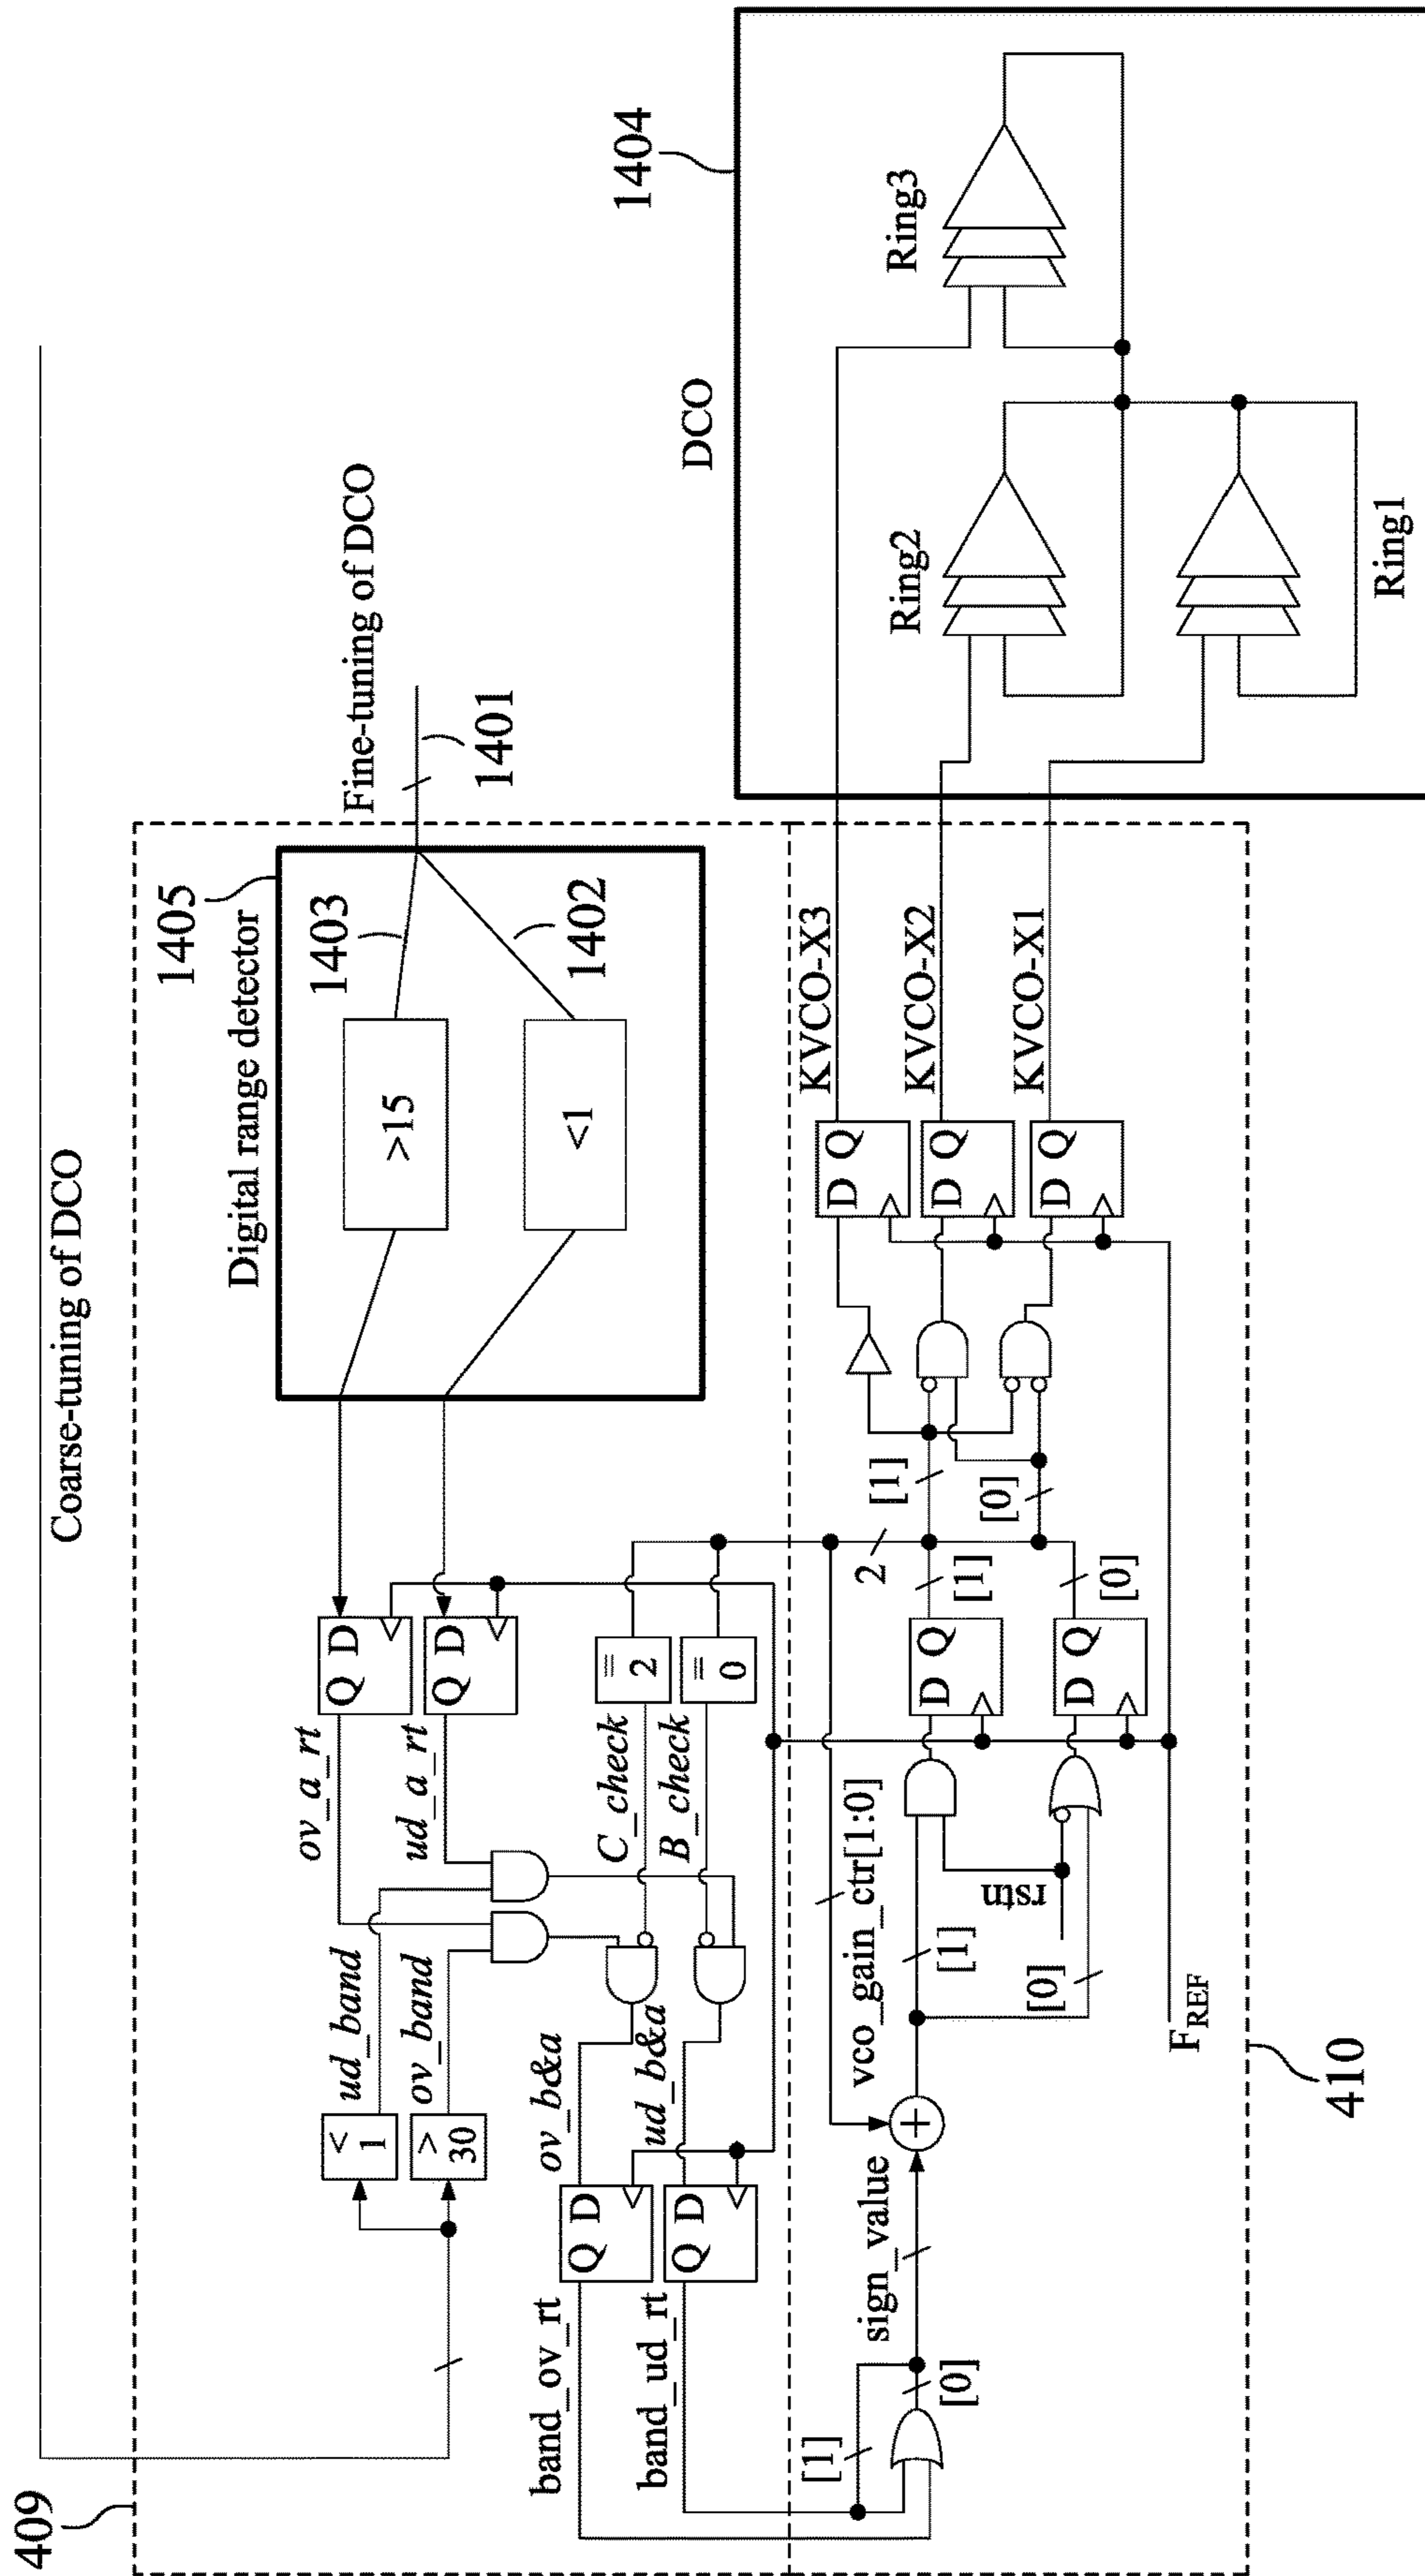 409
Coarse-tuning of DCO
1405
Digital range detector
1403
>15
1402
<1
Fine-tuning of DCO
1401
1404
DCO
Ring3
Ring2
Ring1
<
1
ud_band
>
30
ov_band
ov_a_rt
Q D
ud_a_rt
Q D
C_check
=
2
B_check
=
0
ov_b&a
Q D
band_ov_rt
ud_b&a
Q D
band_ud_rt
[1]
[0]
sign_value
+
vco_gain_ctr[1:0]
[1]
[0]
rstn
D Q
[1]
D Q
[0]
2
[1]
[0]
D Q
KVCO-X3
D Q
KVCO-X2
D Q
KVCO-X1
FREF
410